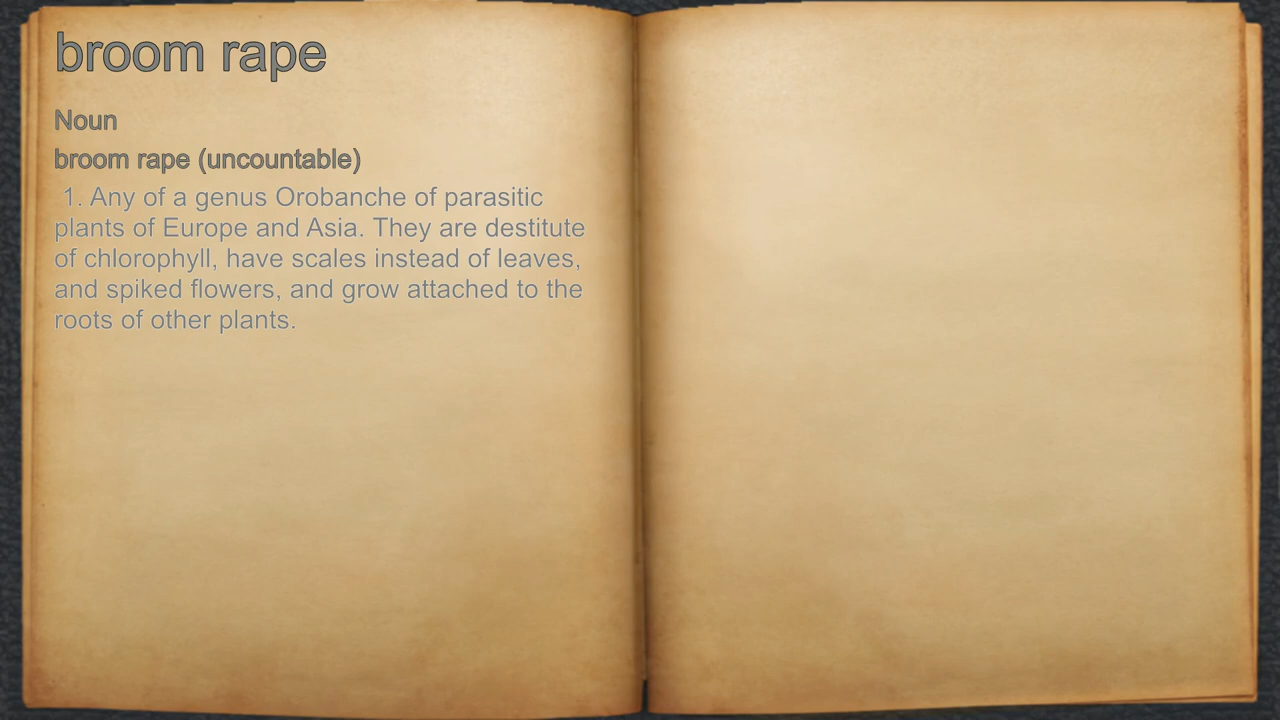 broom rape
Noun
broom rape (uncountable)
1. Any of a genus Orobanche of parasitic
plants of Europe and Asia. They are destitute
of chlorophyll, have scales instead of leaves,
and spiked flowers, and grow attached to the
roots of other plants.